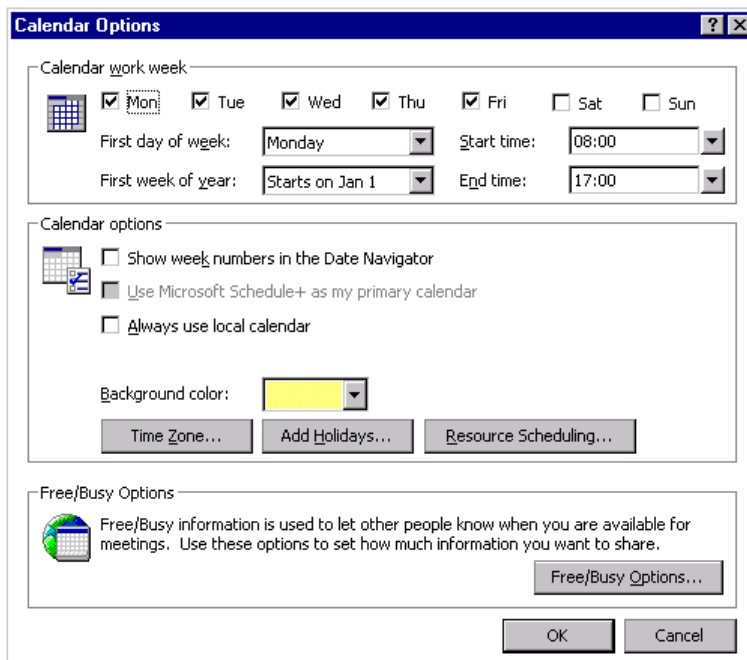 Calendar Options
Calendar work week
Mon Tue Wed Thu Fri Sat Sun
First day of week: Monday Start time: 08:00
First week of year: Starts on Jan 1 End time: 17:00
Calendar options
Show week numbers in the Date Navigator
Use Microsoft Schedule+ as my primary calendar
Always use local calendar
Background color:
Time Zone... Add Holidays... Resource Scheduling...
Free/Busy Options
Free/Busy information is used to let other people know when you are available for
meetings. Use these options to set how much information you want to share.
Free/Busy Options...
OK Cancel